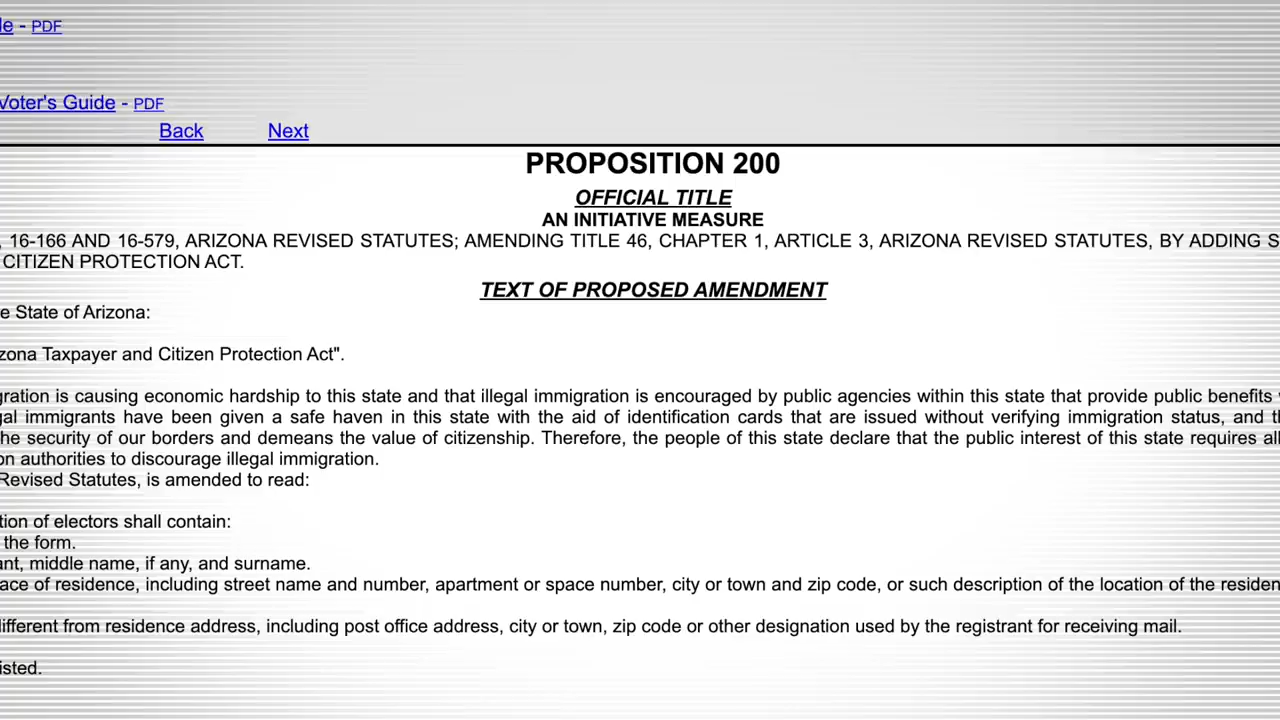 le - PDF
Voter's Guide - PDF
Back Next
PROPOSITION 200
OFFICIAL TITLE
AN INITIATIVE MEASURE
, 16-166 AND 16-579, ARIZONA REVISED STATUTES; AMENDING TITLE 46, CHAPTER 1, ARTICLE 3, ARIZONA REVISED STATUTES, BY ADDING S
CITIZEN PROTECTION ACT.
TEXT OF PROPOSED AMENDMENT
e State of Arizona:
zona Taxpayer and Citizen Protection Act".
gration is causing economic hardship to this state and that illegal immigration is encouraged by public agencies within this state that provide public benefits
gal immigrants have been given a safe haven in this state with the aid of identification cards that are issued without verifying immigration status, and t
he security of our borders and demeans the value of citizenship. Therefore, the people of this state declare that the public interest of this state requires all
on authorities to discourage illegal immigration.
Revised Statutes, is amended to read:
tion of electors shall contain:
the form.
ant, middle name, if any, and surname.
ace of residence, including street name and number, apartment or space number, city or town and zip code, or such description of the location of the residen
ifferent from residence address, including post office address, city or town, zip code or other designation used by the registrant for receiving mail.
isted.